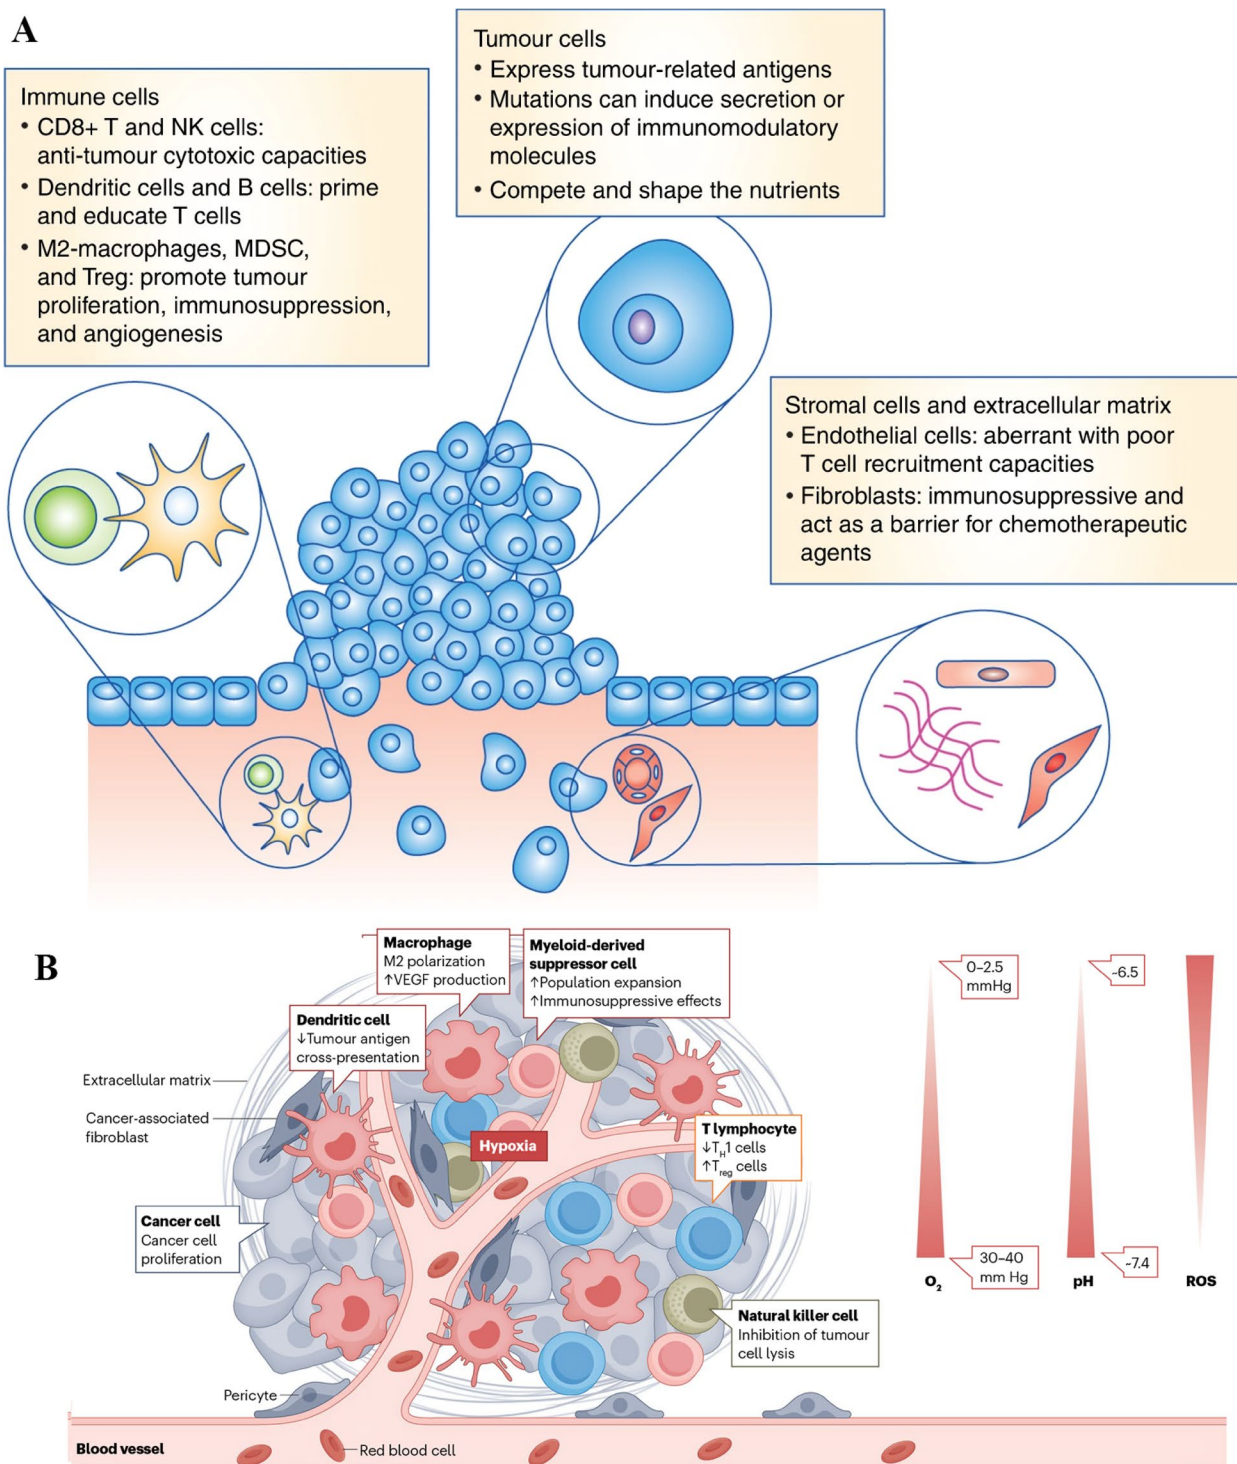 A
Immune cells
• CD8+ T and NK cells:
anti-tumour cytotoxic capacities
• Dendritic cells and B cells: prime
and educate T cells
• M2-macrophages, MDSC,
and Treg: promote tumour
proliferation, immunosuppression,
and angiogenesis
Tumour cells
• Express tumour-related antigens
• Mutations can induce secretion or
expression of immunomodulatory
molecules
• Compete and shape the nutrients
Stromal cells and extracellular matrix
• Endothelial cells: aberrant with poor
T cell recruitment capacities
• Fibroblasts: immunosuppressive and
act as a barrier for chemotherapeutic
agents
B
Macrophage
M2 polarization
↑VEGF production
Myeloid-derived
suppressor cell
↑Population expansion
↑Immunosuppressive effects
Dendritic cell
↓Tumour antigen
cross-presentation
Extracellular matrix
Cancer-associated
fibroblast
Hypoxia
T lymphocyte
↓TH1 cells
↑Treg cells
Cancer cell
Cancer cell
proliferation
Natural killer cell
Inhibition of tumour
cell lysis
Pericyte
Blood vessel
Red blood cell
0–2.5
mmHg
~6.5
30–40
mm Hg
~7.4
O2
pH
ROS